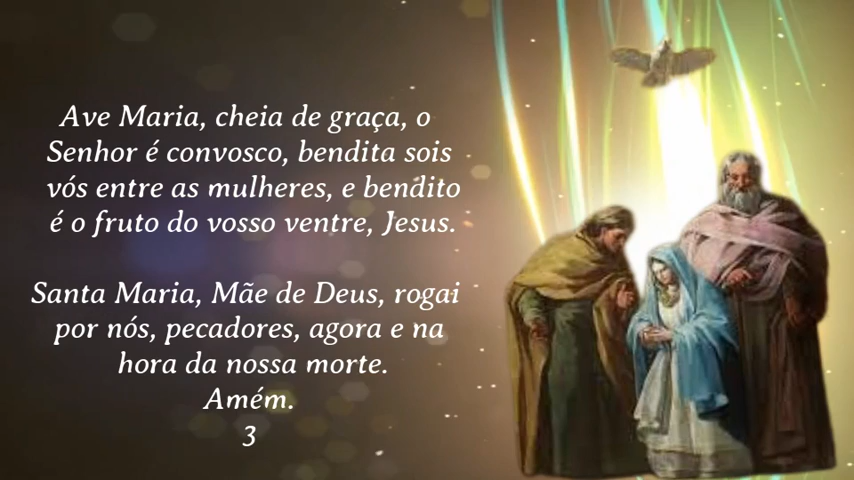 Ave Maria, cheia de graça, o
Senhor é convosco, bendita sois
vós entre as mulheres, e bendito
é o fruto do vosso ventre, Jesus.
Santa Maria, Mãe de Deus, rogai
por nós, pecadores, agora e na
hora da nossa morte.
Amém.
3